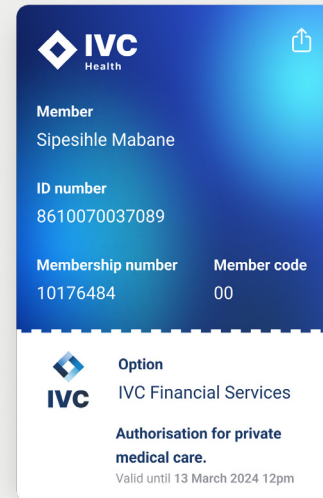 IVC
Health
Member
Sipesihle Mabane
ID number
8610070037089
Membership number Member code
10176484 00
IVC
Option
IVC Financial Services
Authorisation for private
medical care.
Valid until 13 March 2024 12pm